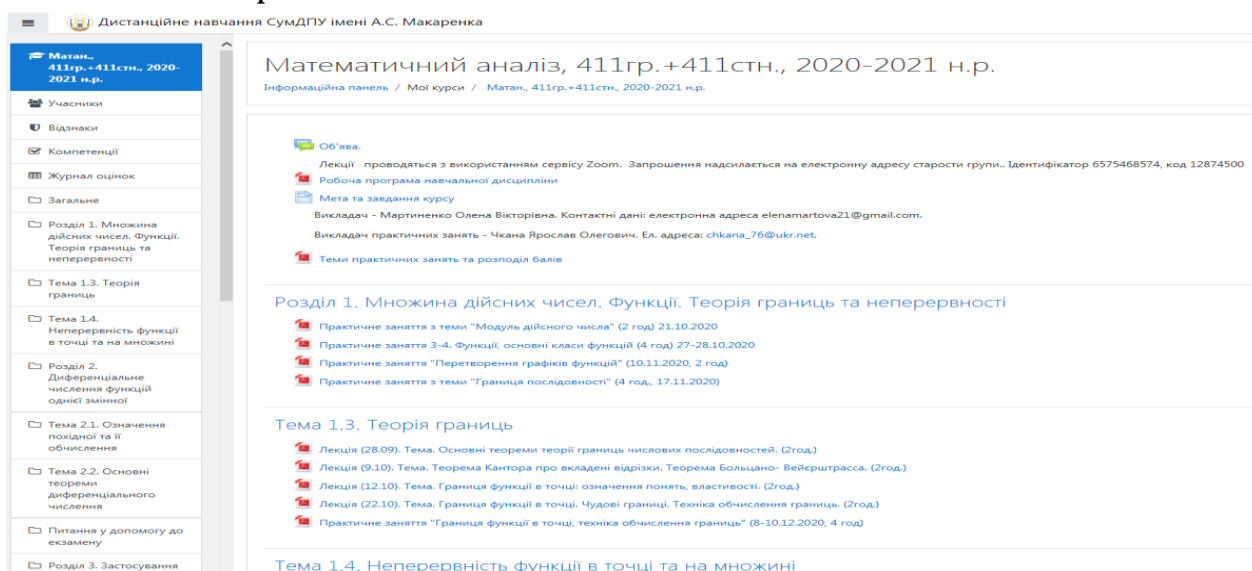 Дистанційне навчання СумДПУ імені А.С. Макаренка
Матан.,
411гр.+411стн., 2020-
2021 н.р.
Учасники
Відзнаки
Компетенції
Журнал оцінок
Загальне
Розділ 1. Множина
дійсних чисел. Функції.
Теорія границь та
неперервності
Тема 1.3. Теорія
границь
Тема 1.4.
Неперервність функції
в точці та на множині
Розділ 2.
Диференціальне
числення функцій
однієї змінної
Тема 2.1. Означення
похідної та її
обчислення
Тема 2.2. Основні
теореми
диференціального
числення
Питання у допомогу до
екзамену
Розділ 3. Застосування
Математичний аналіз, 411гр.+411стн., 2020-2021 н.р.
Інформаційна панель / Мої курси / Матан., 411гр.+411стн., 2020-2021 н.р.
Об'ява.
Лекції проводяться з використанням сервісу Zoom. Запрошення надсилається на електронну адресу старости групи.. Ідентифікатор 6575468574, код 12874500
Робоча програма навчальної дисципліни
Мета та завдання курсу
Викладач - Мартиненко Олена Вікторівна. Контактні дані: електронна адреса elenamartova21@gmail.com.
Викладач практичних занять - Чкана Ярослав Олегович. Ел. адреса: chkana_76@ukr.net.
Теми практичних занять та розподіл балів
Розділ 1. Множина дійсних чисел. Функції. Теорія границь та неперервності
Практичне заняття з теми "Модуль дійсного числа" (2 год) 21.10.2020
Практичне заняття 3-4. Функції, основні класи функцій (4 год) 27-28.10.2020
Практичне заняття "Перетворення графіків функцій" (10.11.2020, 2 год)
Практичне заняття з теми "Границя послідовності" (4 год., 17.11.2020)
Тема 1.3. Теорія границь
Лекція (28.09). Тема. Основні теореми теорії границь числових послідовностей. (2год.)
Лекція (9.10). Тема. Теорема Кантора про вкладені відрізки. Теорема Больцано- Вейєрштрасса. (2год.)
Лекція (12.10). Тема. Границя функції в точці: означення понять, властивості. (2год.)
Лекція (22.10). Тема. Границя функції в точці. Чудові границі. Техніка обчислення границь. (2год.)
Практичне заняття "Границя функції в точці, техніка обчислення границь" (8-10.12.2020, 4 год)
Тема 1.4. Неперервність функції в точці та на множині